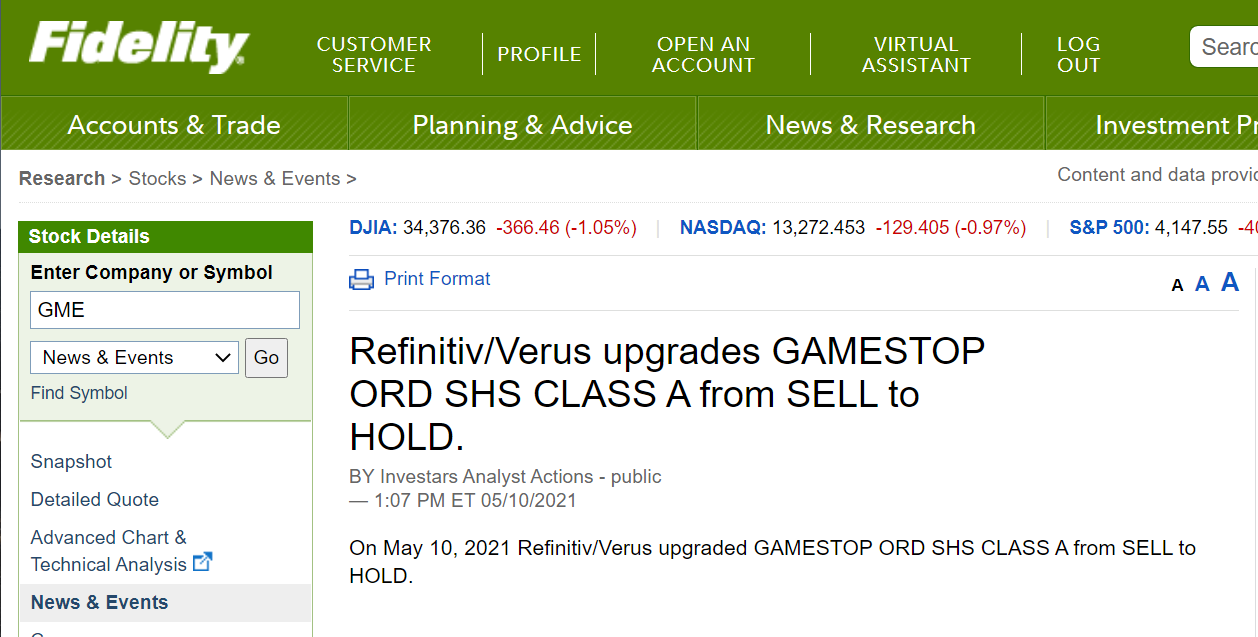 Fidelity
CUSTOMER
SERVICE
PROFILE
OPEN AN
ACCOUNT
VIRTUAL
ASSISTANT
LOG
OUT
Accounts & Trade
Planning & Advice
News & Research
Investment
Research > Stocks > News & Events >
Content and data
DJIA: 34,376.36 -366.46 (-1.05%) | NASDAQ: 13,272.453 -129.405 (-0.97%) | S&P 500: 4,147.55
Stock Details
Enter Company or Symbol
GME
News & Events
Go
Find Symbol
Snapshot
Detailed Quote
Advanced Chart &
Technical Analysis
News & Events
Print Format
A A A
Refinitiv/Verus upgrades GAMESTOP
ORD SHS CLASS A from SELL to
HOLD.
BY Investars Analyst Actions - public
— 1:07 PM ET 05/10/2021
On May 10, 2021 Refinitiv/Verus upgraded GAMESTOP ORD SHS CLASS A from SELL to
HOLD.